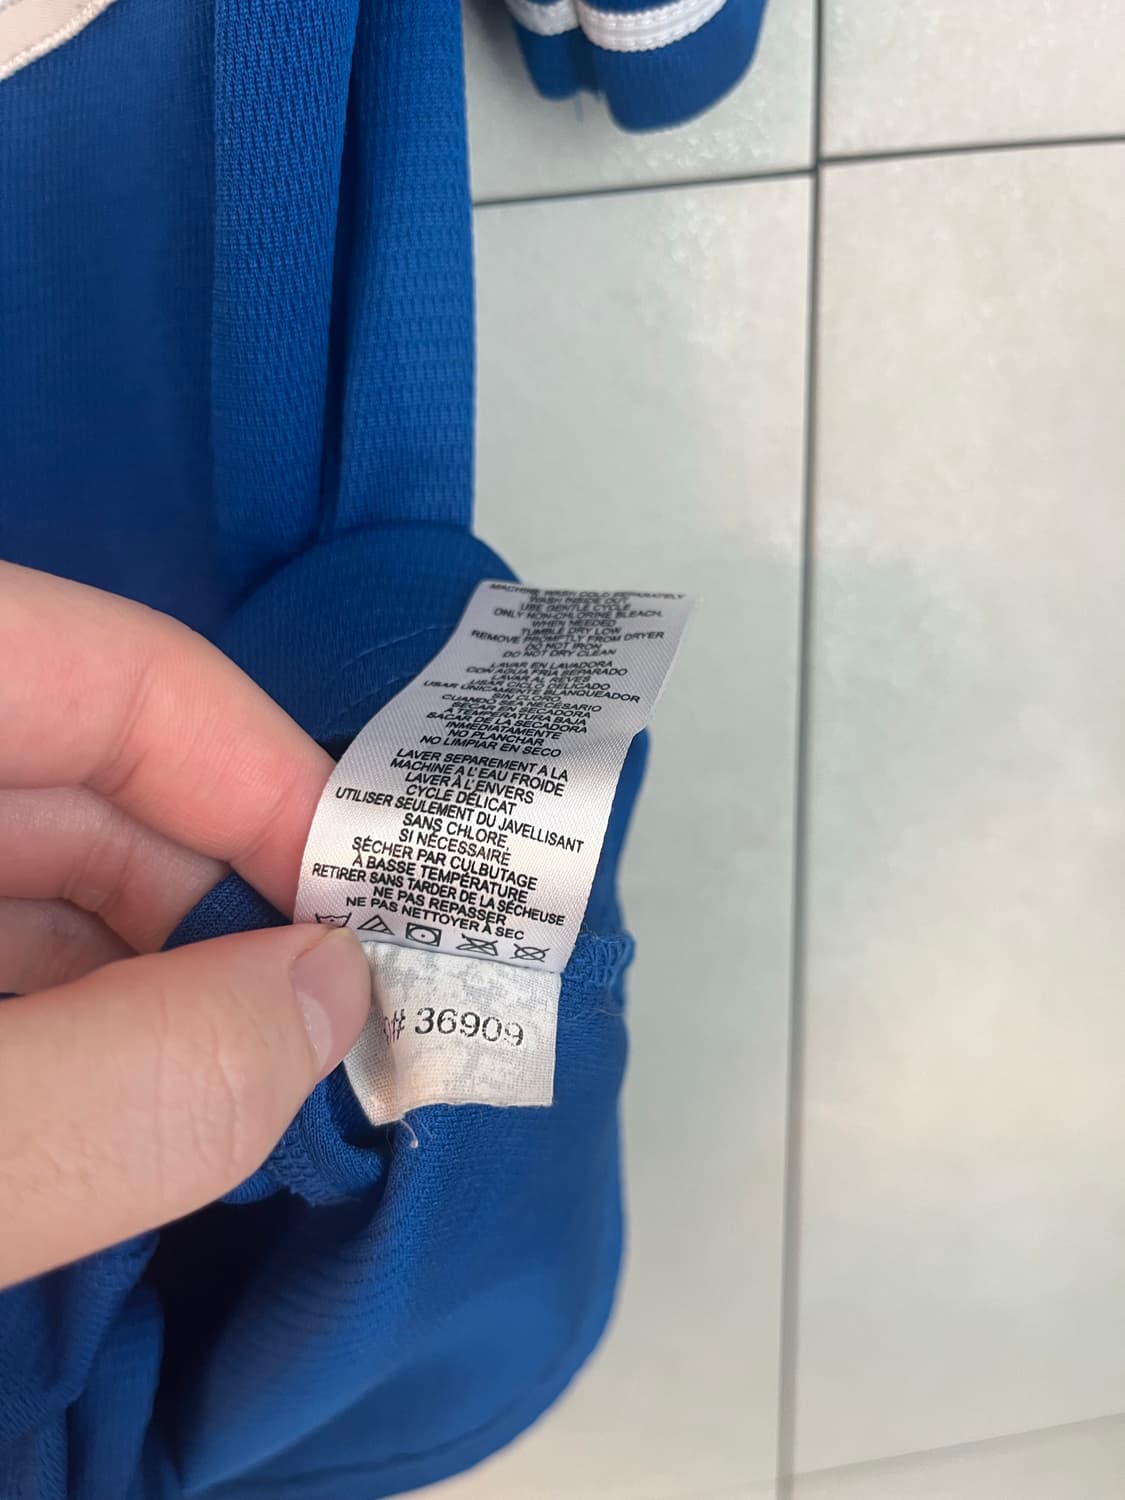 MACHINE WASH COLD SEPARATELY
WASH INSIDE OUT
USE GENTLE CYCLE
ONLY NON-CHLORINE BLEACH
WHEN NEEDED
TUMBLE DRY LOW
REMOVE PROMPTLY FROM DRYER
DO NOT IRON
DO NOT DRY CLEAN
LAVAR EN LAVADORA
CON AGUA FRIA SEPARADO
LAVAR AL REVES
USAR CICLO DELICADO
USAR UNICAMENTE BLANQUEADOR
SIN CLORO
CUANDO SEA NECESARIO
SECAR EN SECADORA
A TEMPERATURA BAJA
SACAR DE LA SECADORA
INMEDIATAMENTE
NO PLANCHAR
NO LIMPIAR EN SECO
LAVER SEPAREMENT A LA
MACHINE A L'EAU FROIDE
LAVER À L'ENVERS
CYCLE DÉLICAT
UTILISER SEULEMENT DU JAVELLISANT
SANS CHLORE
SI NÉCESSAIRE
SÉCHER PAR CULBUTAGE
À BASSE TEMPÉRATURE
RETIRER SANS TARDER DE LA SÉCHEUSE
NE PAS REPASSER
NE PAS NETTOYER À SEC
# 36909